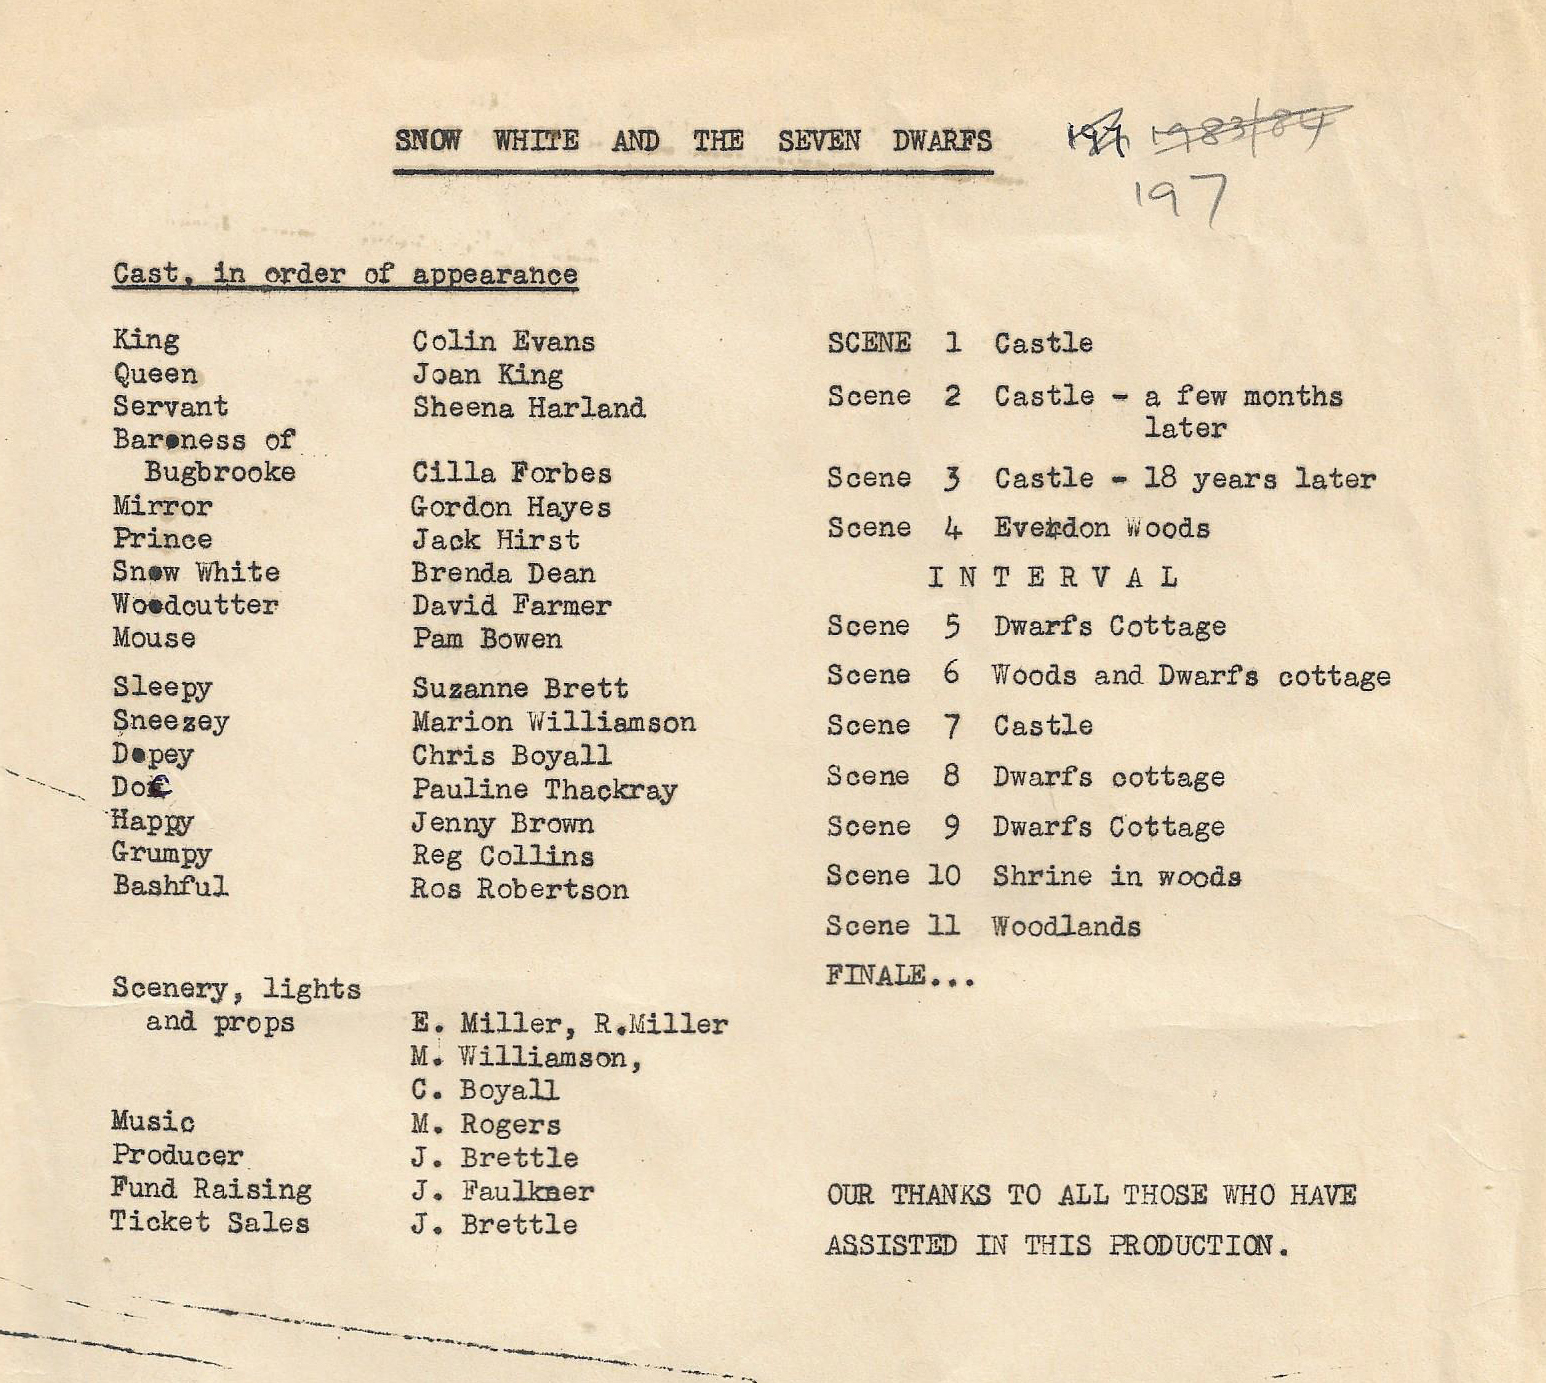 SNOW WHITE AND THE SEVEN DWARFS
1983/84
197
Cast, in order of appearance
King Colin Evans
Queen Joan King
Servant Sheena Harland
Baroness of
Bugbrooke Cilla Forbes
Mirror Gordon Hayes
Prince Jack Hirst
Snow White Brenda Dean
Woodcutter David Farmer
Mouse Pam Bowen
Sleepy Suzanne Brett
Sneezey Marion Williamson
Dopey Chris Boyall
Doc Pauline Thackray
Happy Jenny Brown
Grumpy Reg Collins
Bashful Ros Robertson
Scenery, lights
and props E. Miller, R.Miller
M. Williamson,
C. Boyall
Music M. Rogers
Producer J. Brettle
Fund Raising J. Faulkner
Ticket Sales J. Brettle
SCENE 1 Castle
Scene 2 Castle - a few months
later
Scene 3 Castle - 18 years later
Scene 4 Everdon Woods
INTERVAL
Scene 5 Dwarfs Cottage
Scene 6 Woods and Dwarfs cottage
Scene 7 Castle
Scene 8 Dwarfs cottage
Scene 9 Dwarfs Cottage
Scene 10 Shrine in woods
Scene 11 Woodlands
FINALE...
OUR THANKS TO ALL THOSE WHO HAVE
ASSISTED IN THIS PRODUCTION.